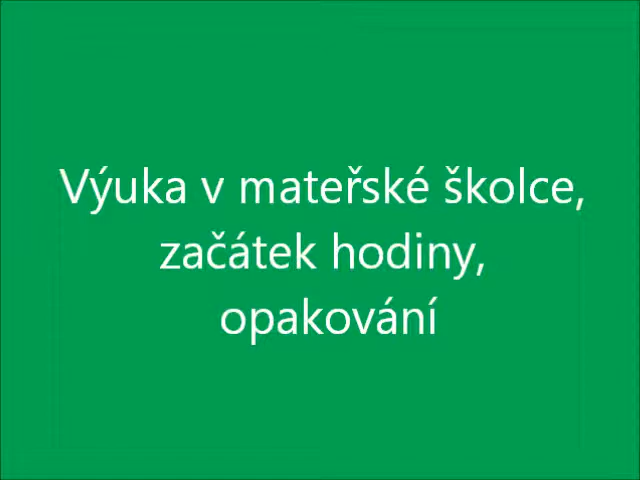 Výuka v mateřské školce,
začátek hodiny,
opakování